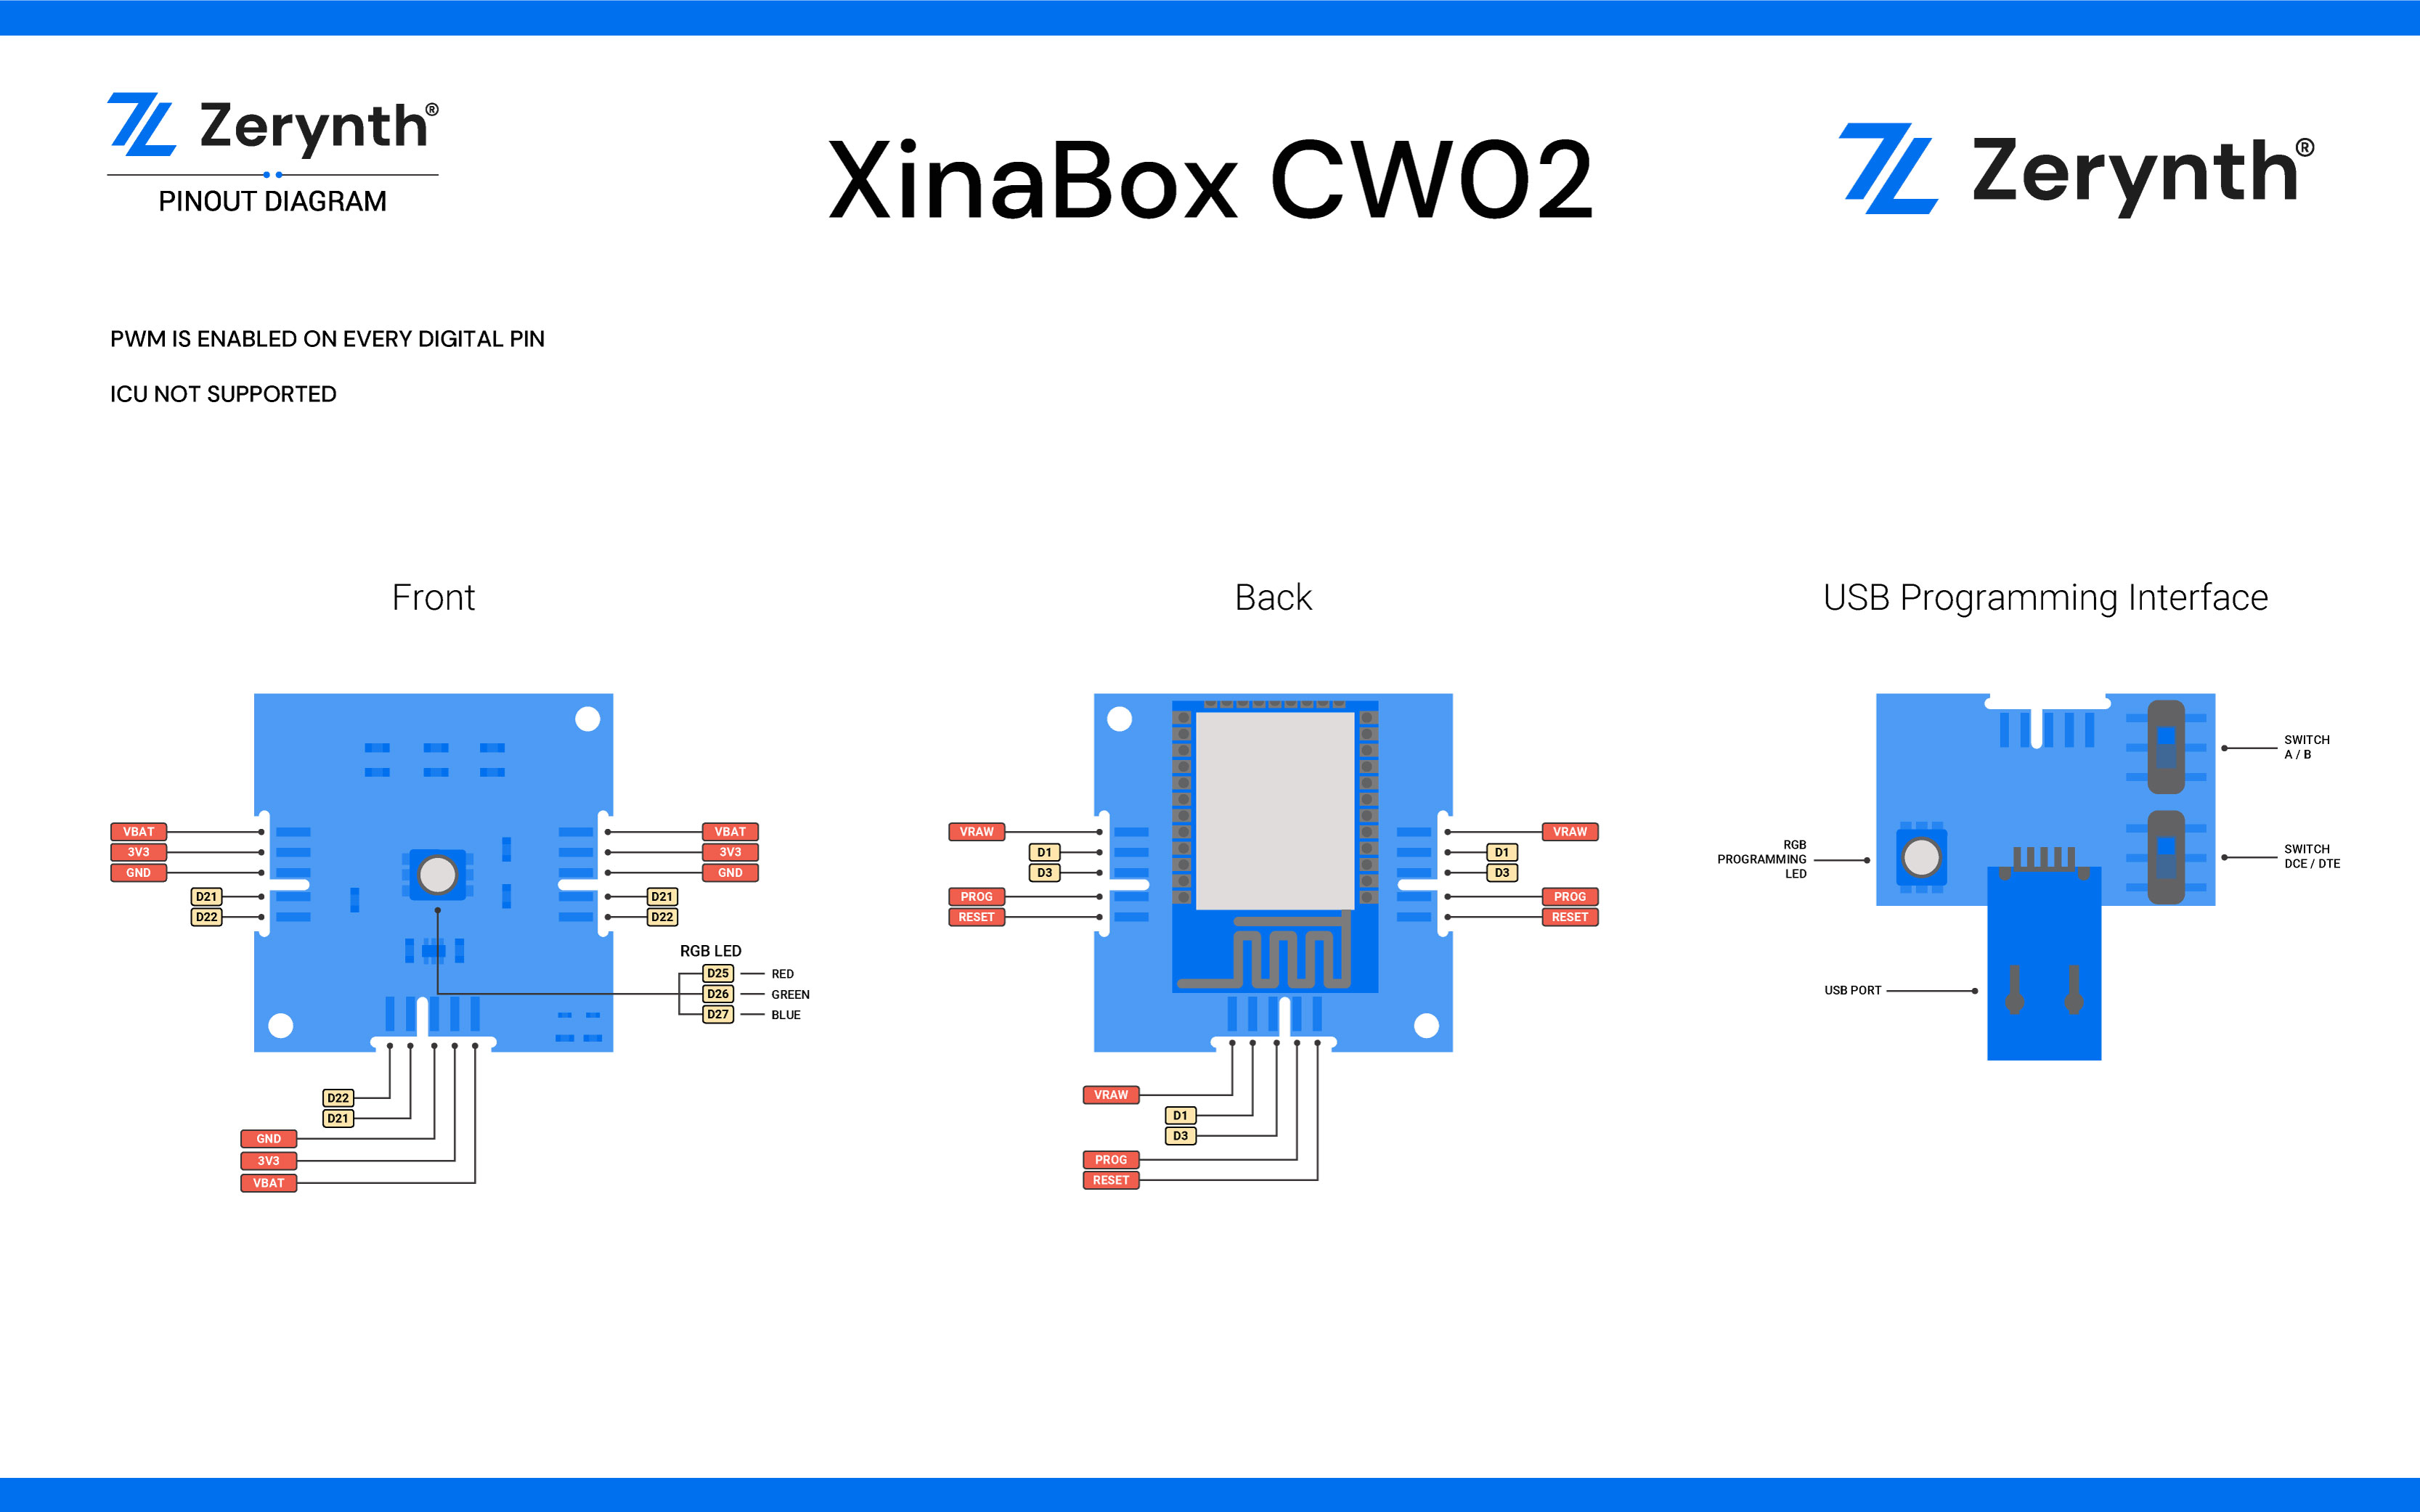 Zerynth®
PINOUT DIAGRAM
XinaBox CW02
Zerynth®
PWM IS ENABLED ON EVERY DIGITAL PIN
ICU NOT SUPPORTED
Front
VBAT
3V3
GND
D21
D22
VBAT
3V3
GND
D21
D22
RGB LED
D25 RED
D26 GREEN
D27 BLUE
D22
D21
GND
3V3
VBAT
Back
VRAW
D1
D3
PROG
RESET
VRAW
D1
D3
PROG
RESET
VRAW
D1
D3
PROG
RESET
USB Programming Interface
SWITCH
A / B
RGB
PROGRAMMING
LED
SWITCH
DCE / DTE
USB PORT